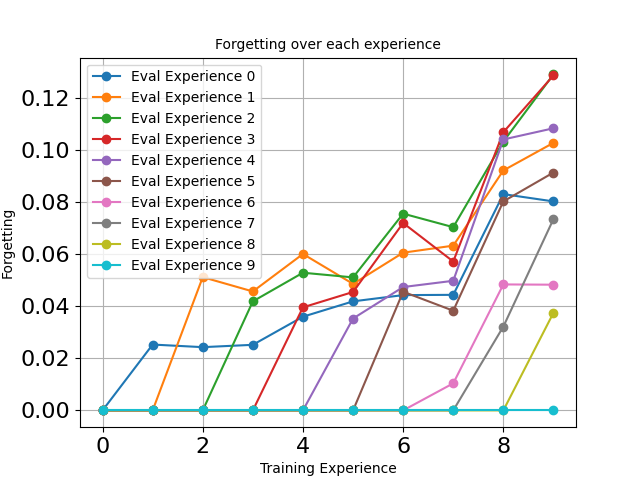 Forgetting over each experience
Eval Experience 0
Eval Experience 1
Eval Experience 2
Eval Experience 3
Eval Experience 4
Eval Experience 5
Eval Experience 6
Eval Experience 7
Eval Experience 8
Eval Experience 9
Forgetting
0.12
0.10
0.08
0.06
0.04
0.02
0.00
0 2 4 6 8
Training Experience